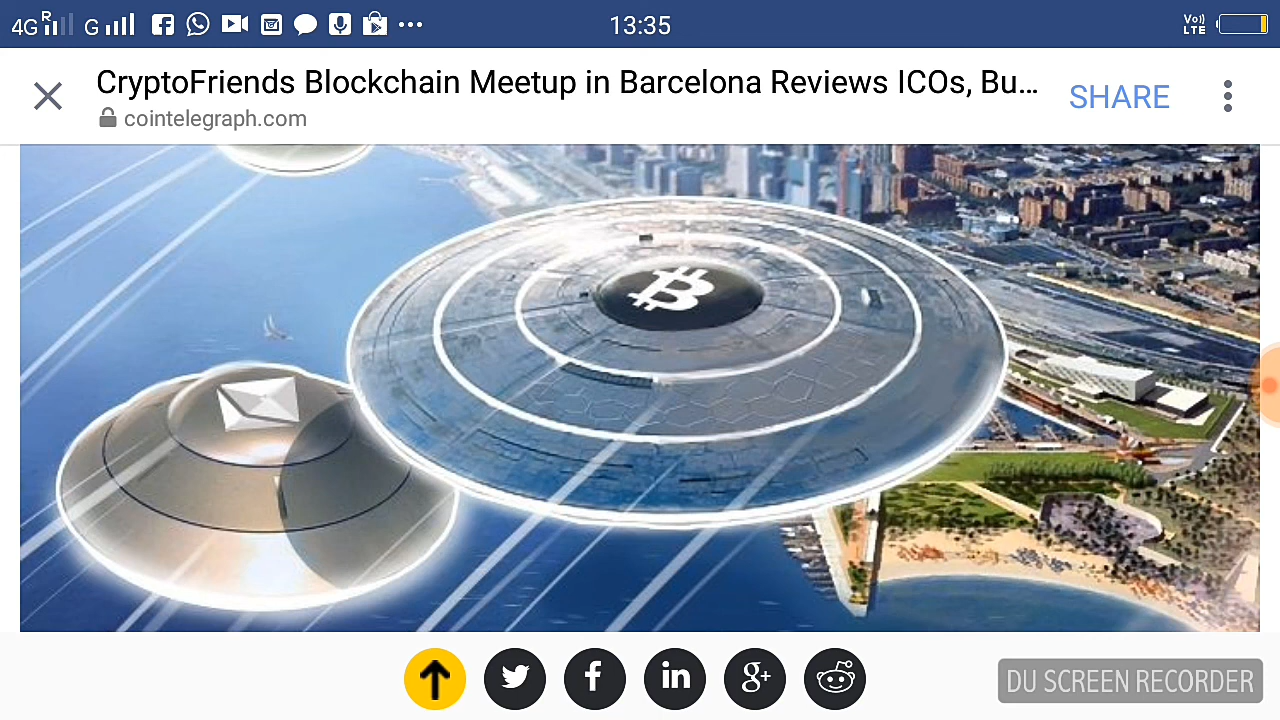 4G R G 13:35 Vo)) LTE
CryptoFriends Blockchain Meetup in Barcelona Reviews ICOs, Bu...
SHARE
cointelegraph.com
DU SCREEN RECORDER